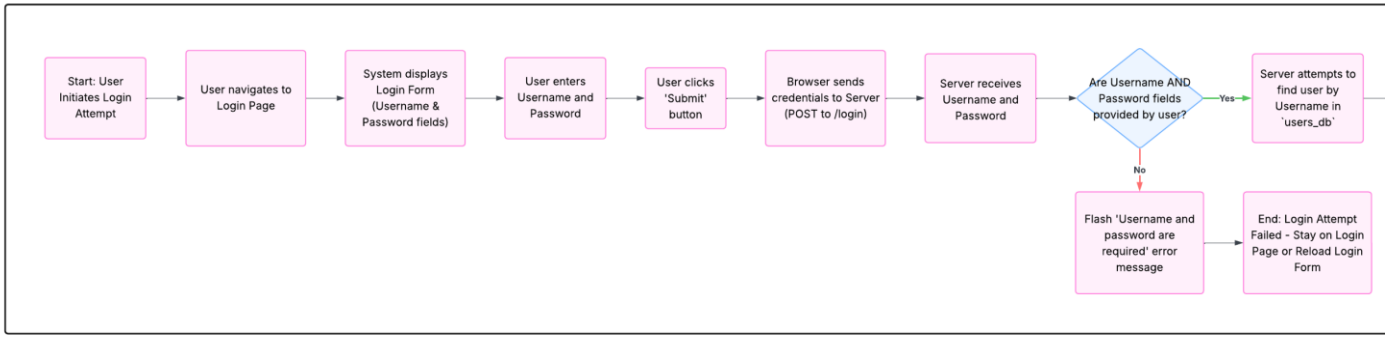 Start: User
Initiates Login
Attempt
User navigates to
Login Page
System displays
Login Form
(Username &
Password fields)
User enters
Username and
Password
User clicks
'Submit'
button
Browser sends
credentials to Server
(POST to /login)
Server receives
Username and
Password
Are Username AND
Password fields
provided by user?
Yes
Server attempts to
find user by
Username in
`users_db`
No
Flash 'Username and
password are
required' error
message
End: Login Attempt
Failed - Stay on Login
Page or Reload Login
Form